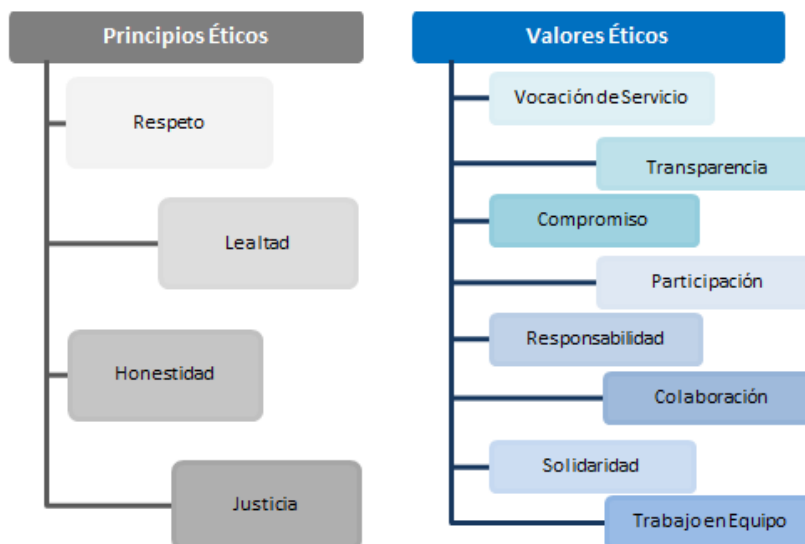 Principios Éticos
Respeto
Lealtad
Honestidad
Justicia
Valores Éticos
Vocación de Servicio
Transparencia
Compromiso
Participación
Responsabilidad
Colaboración
Solidaridad
Trabajo en Equipo